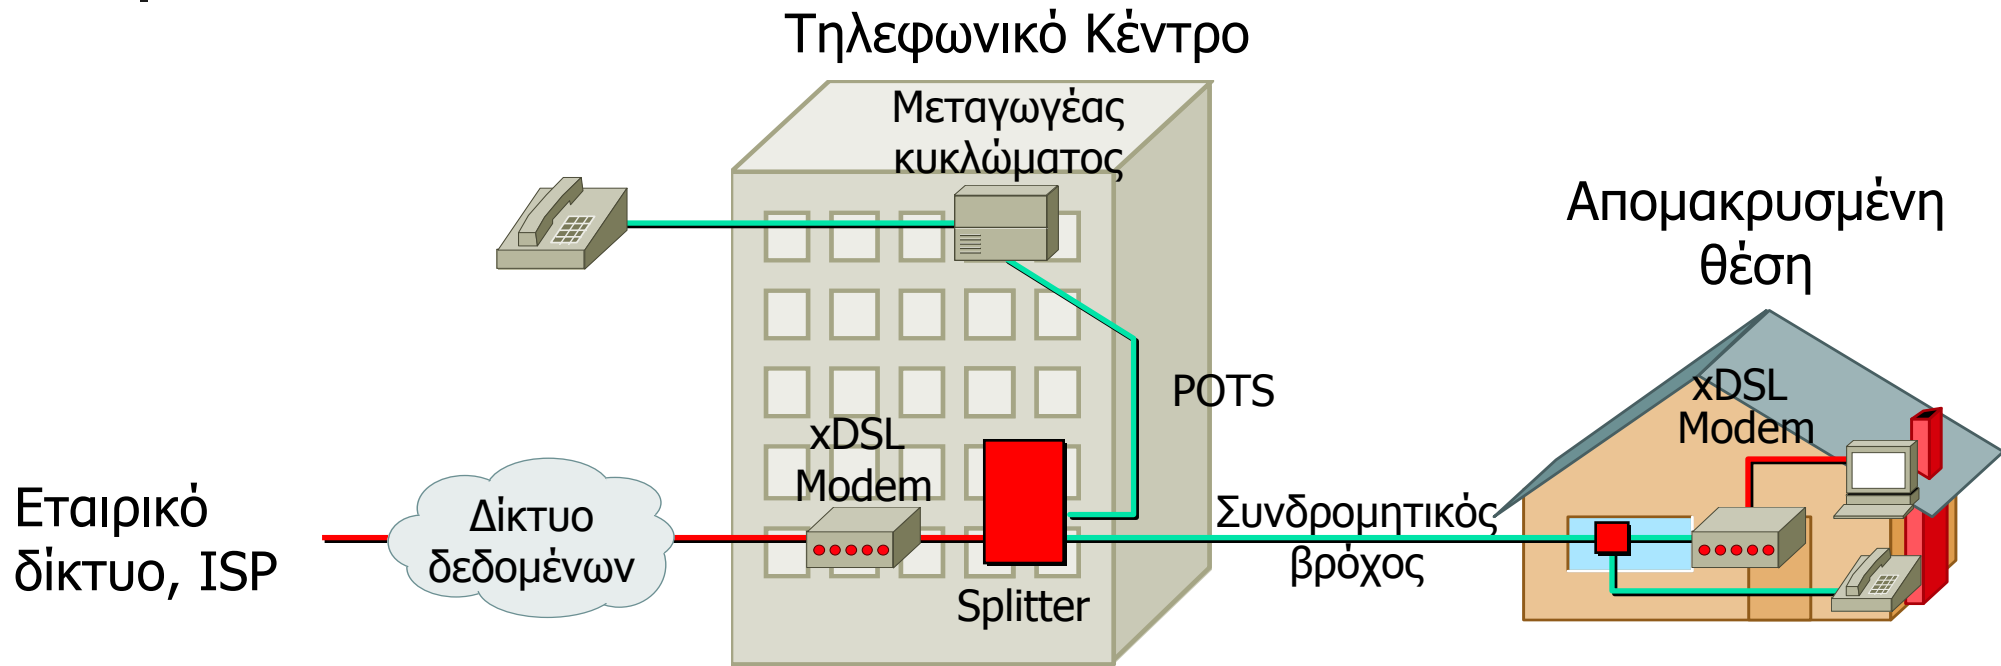 Τηλεφωνικό Κέντρο
Μεταγωγέας
κυκλώματος
Απομακρυσμένη
θέση
POTS
xDSL
Modem
xDSL
Modem
Εταιρικό
δίκτυο, ISP
Δίκτυο
δεδομένων
Συνδρομητικός
βρόχος
Splitter